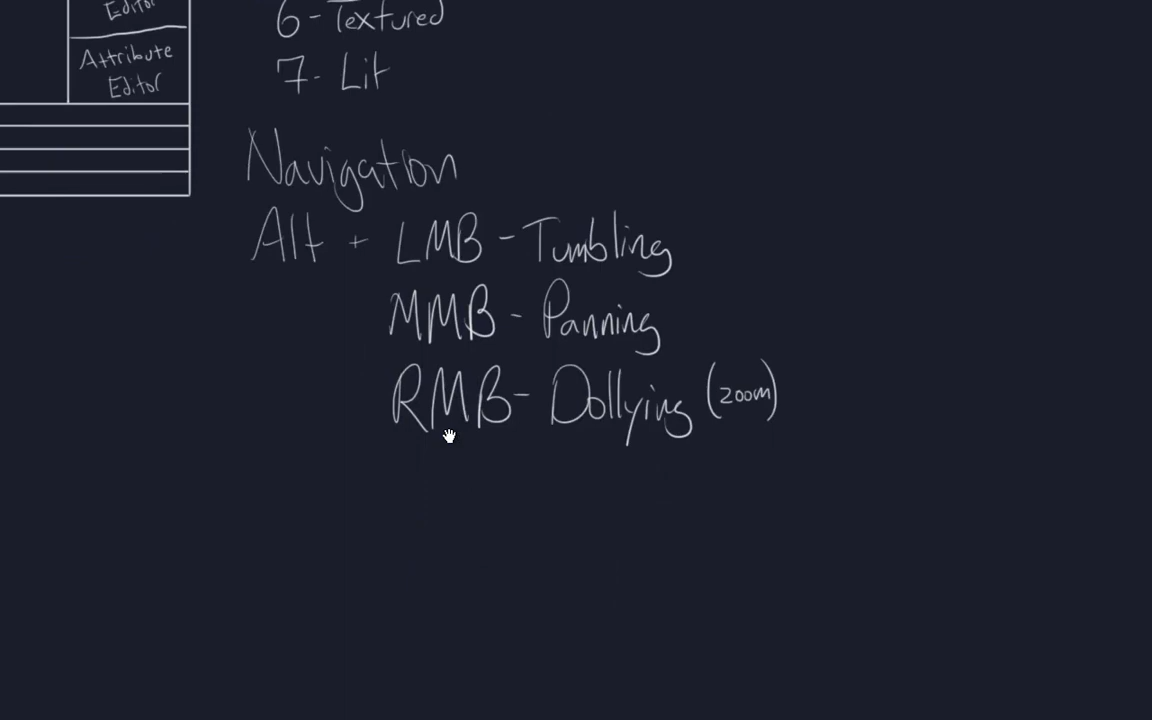 Editor
Attribute
Editor
6 - Textured
7 - Lit
Navigation
Alt + LMB - Tumbling
MMB - Panning
RMB - Dollying (zoom)